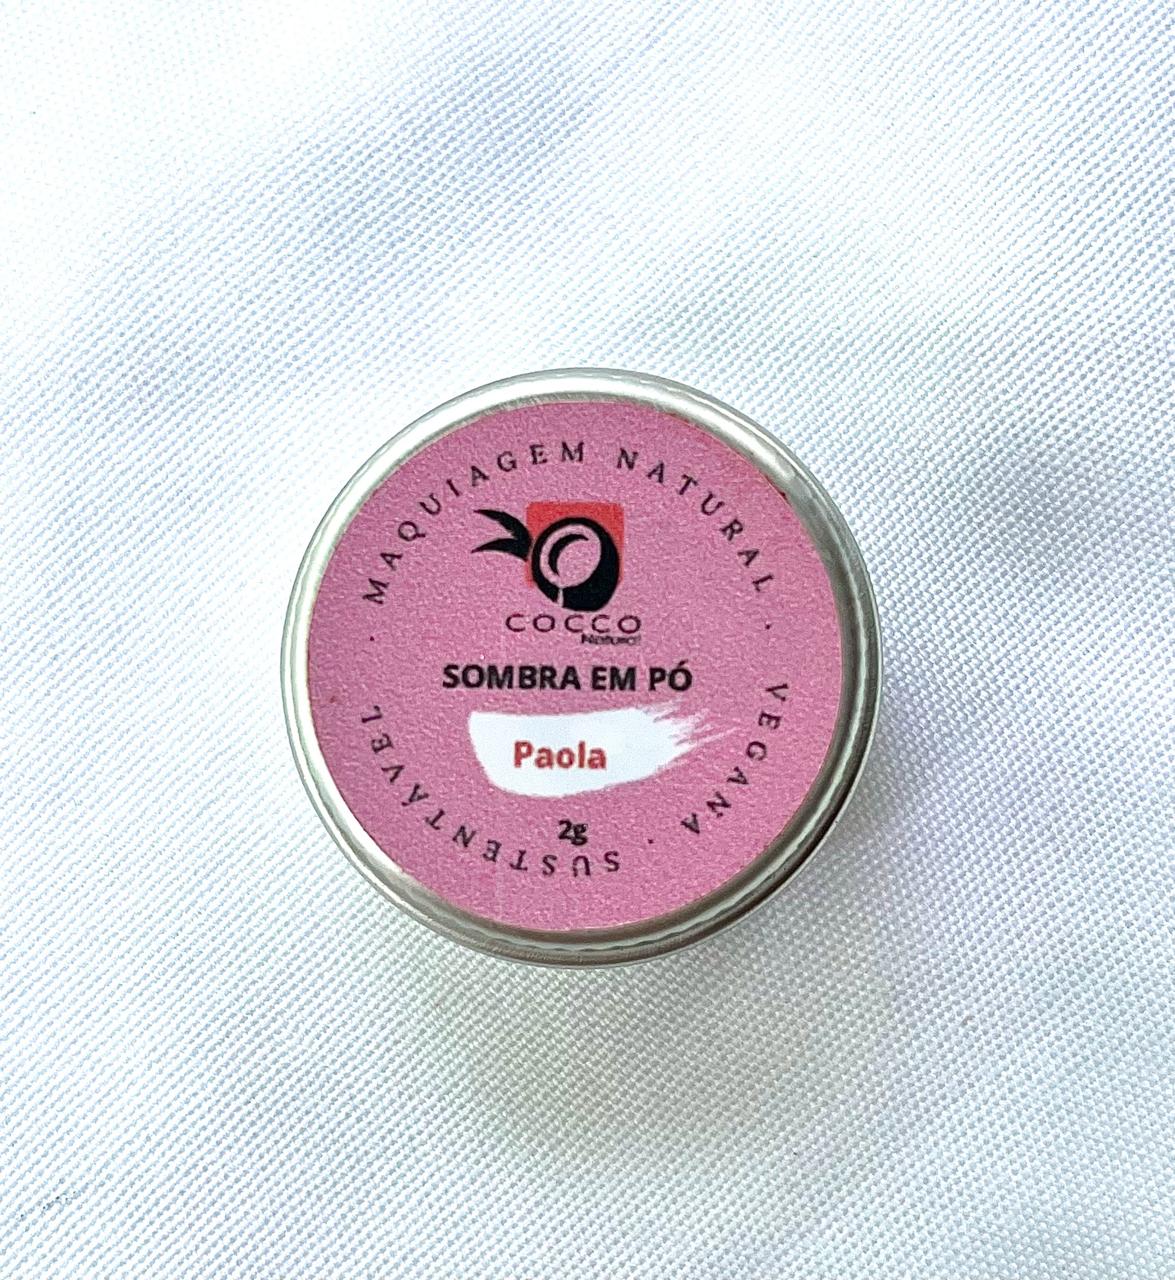 MAQUIAGEM NATURAL · VEGANA · SUSTENTÁVEL ·
COCCO
Natural
SOMBRA EM PÓ
Paola
2g